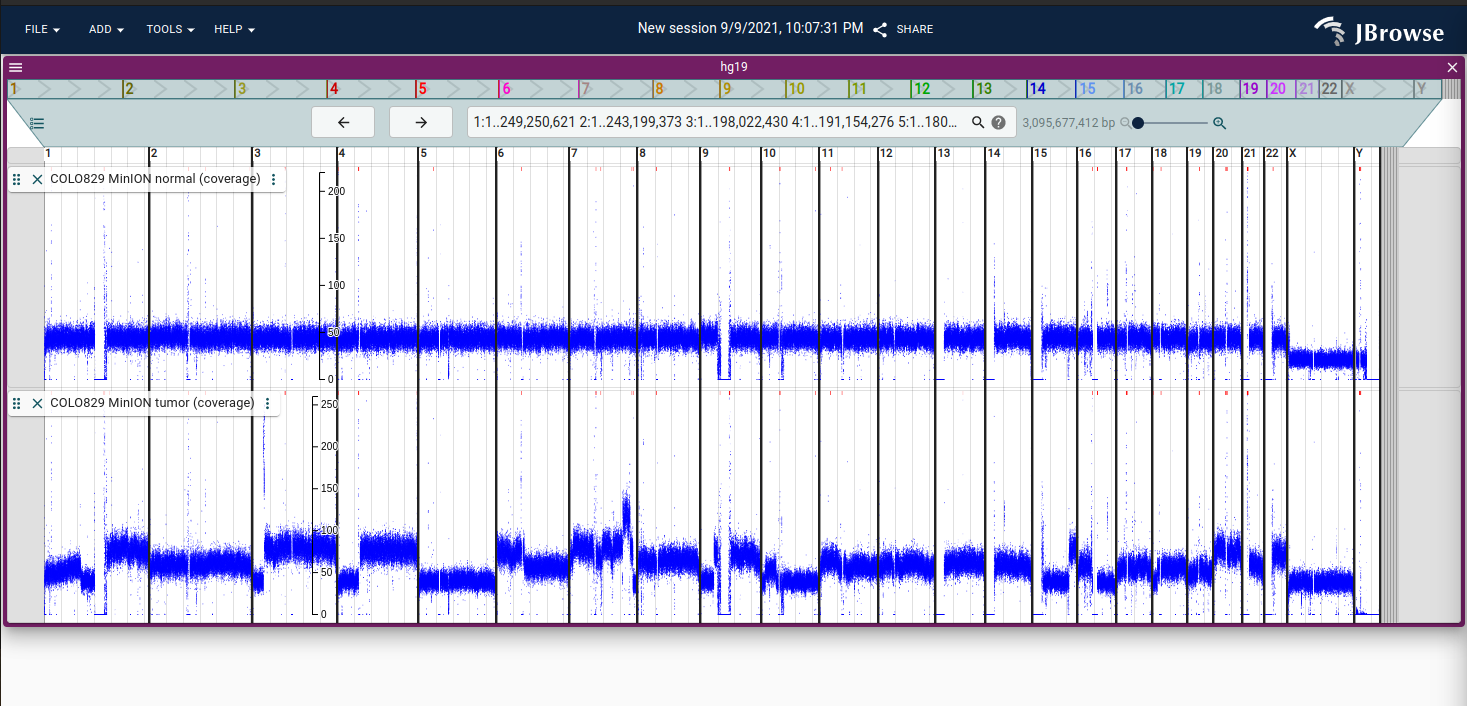 FILE ADD TOOLS HELP New session 9/9/2021, 10:07:31 PM SHARE JBrowse
hg19
1 2 3 4 5 6 7 8 9 10 11 12 13 14 15 16 17 18 19 20 21 22 X Y
1:1..249,250,621 2:1..243,199,373 3:1..198,022,430 4:1..191,154,276 5:1..180... 3,095,677,412 bp
1 2 3 4 5 6 7 8 9 10 11 12 13 14 15 16 17 18 19 20 21 22 X Y
COLO829 MinION normal (coverage)
200
150
100
50
0
COLO829 MinION tumor (coverage)
250
200
150
100
50
0